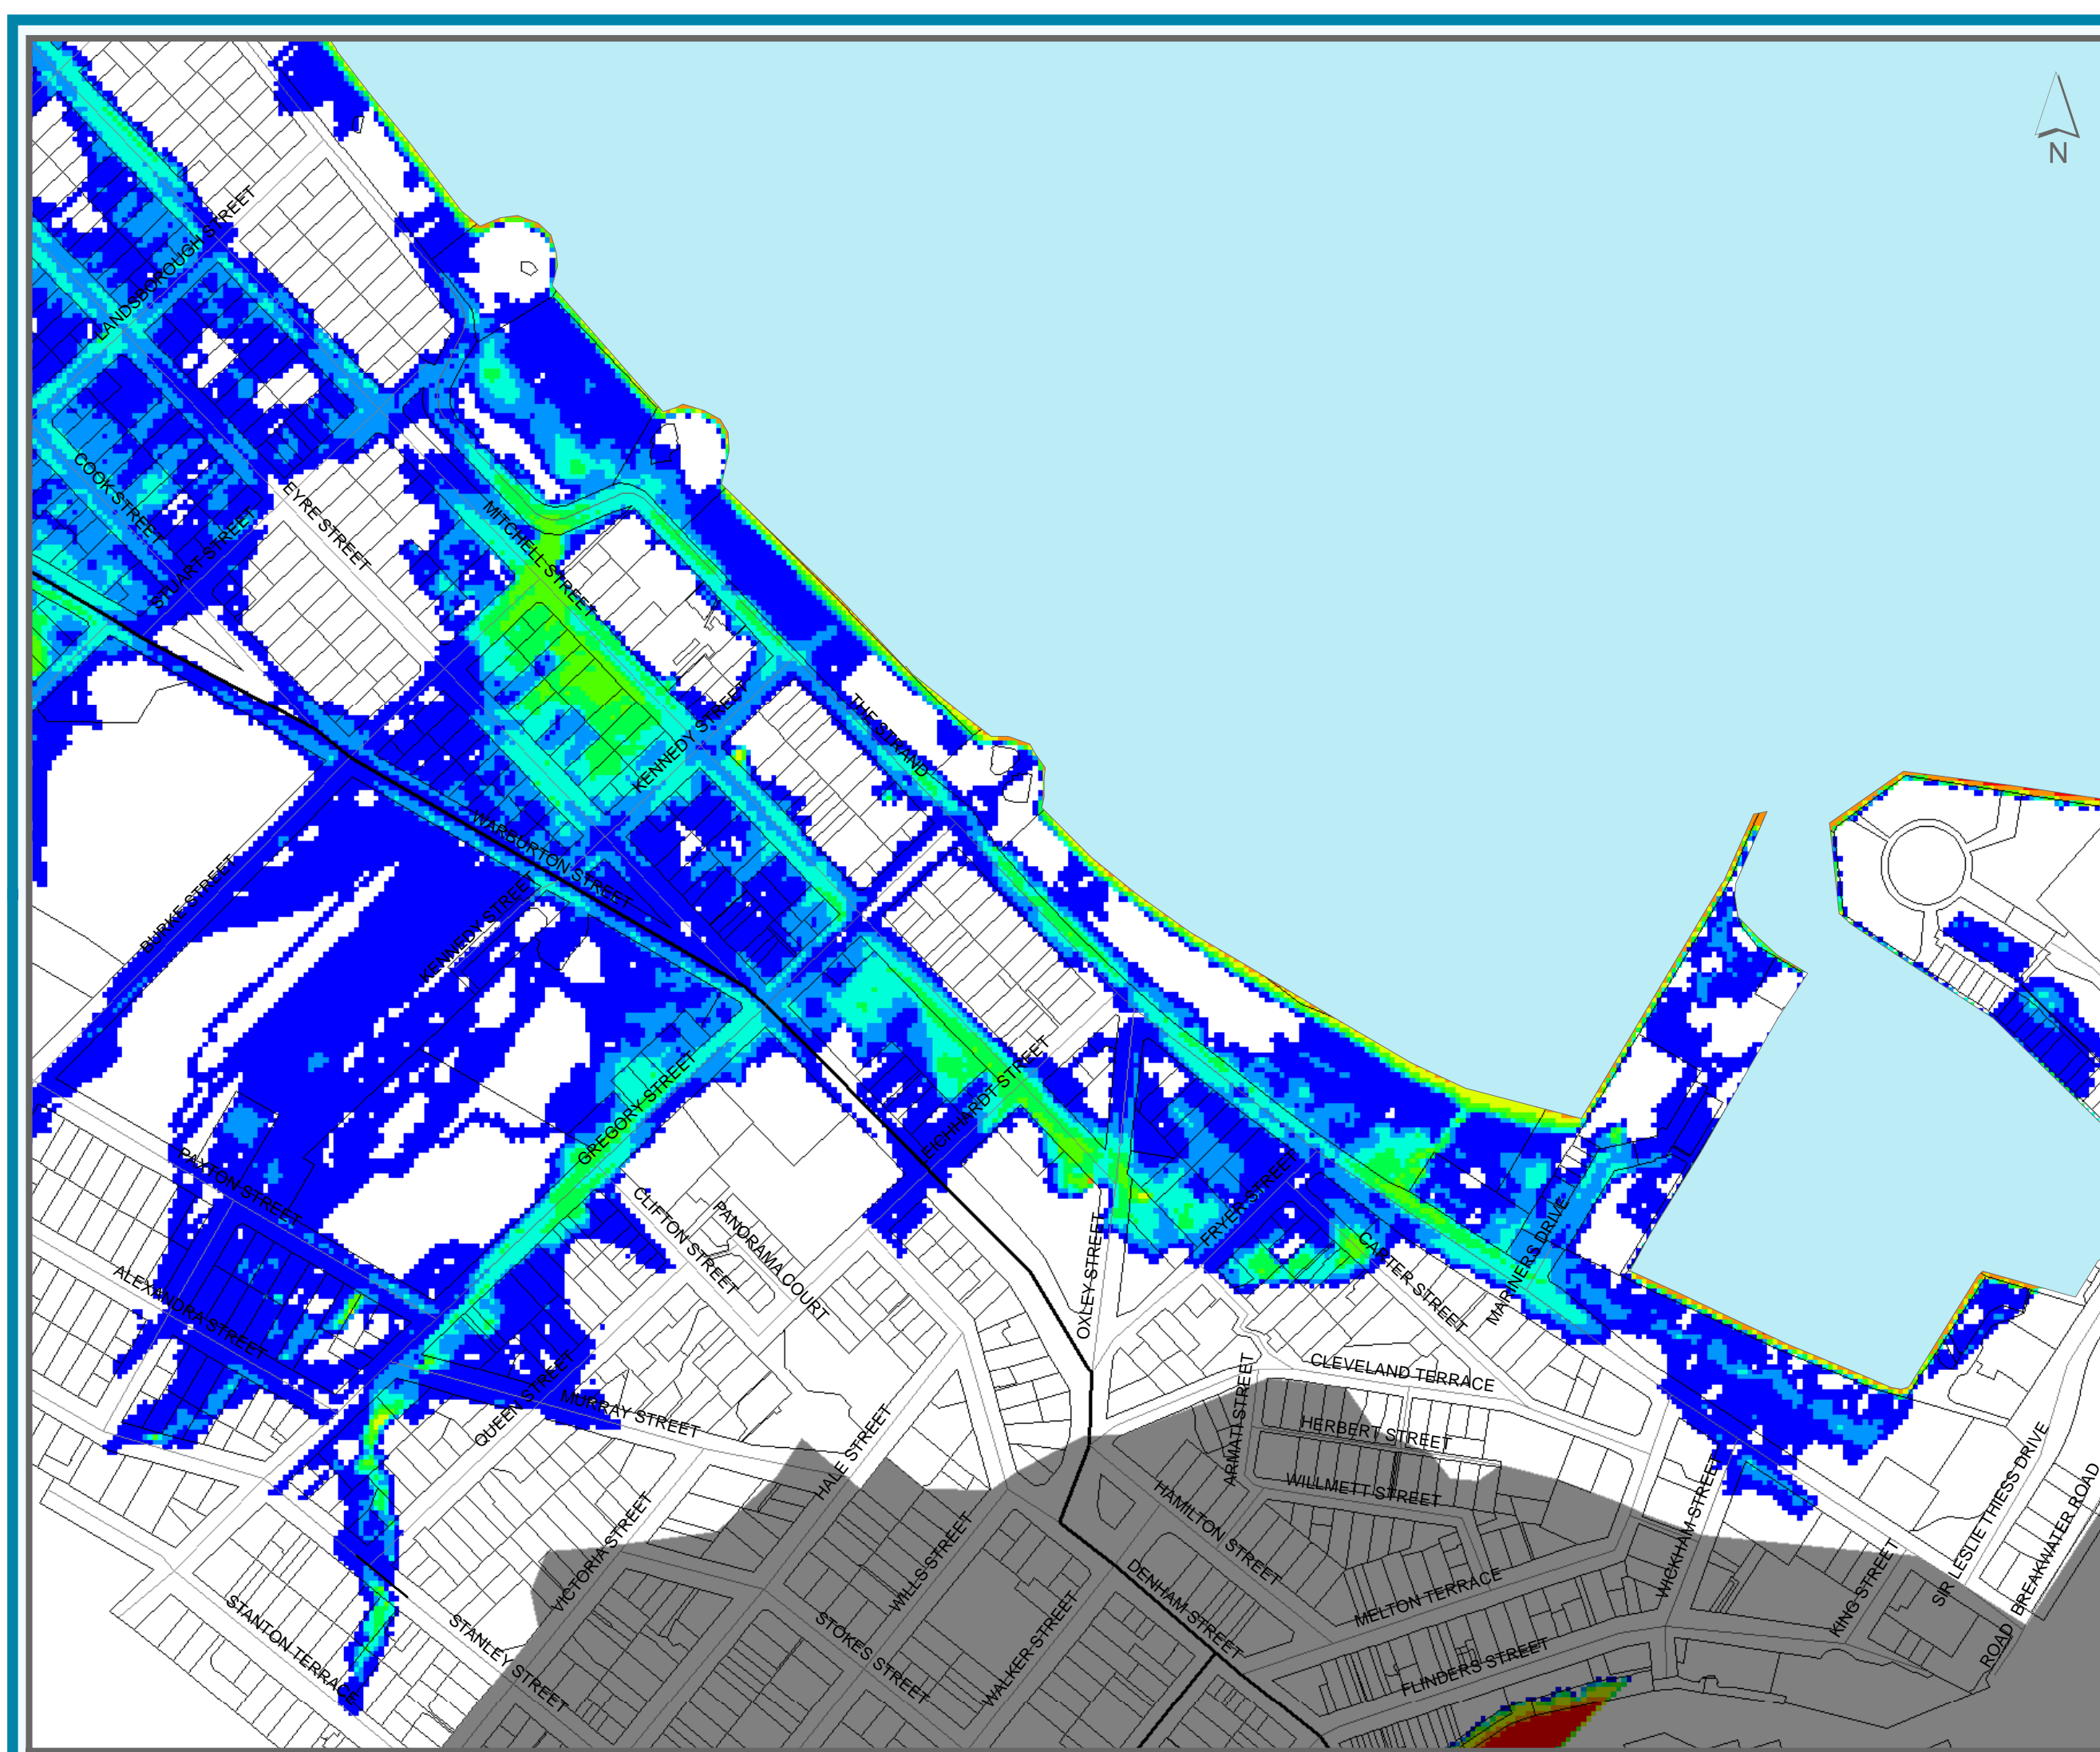 N
LANDSBOROUGH STREET
COOK STREET
EYRE STREET
STUART STREET
MITCHELL STREET
KENNEDY STREET
THE STRAND
WARBURTON STREET
BURKE STREET
KENNEDY STREET
GREGORY STREET
EICHHARDT STREET
PAXTON STREET
CLIFTON STREET
PANORAMA COURT
FRYER STREET
OXLEY STREET
CARTER STREET
MARINERS DRIVE
ALEXANDRA STREET
QUEEN STREET
MURRAY STREET
CLEVELAND TERRACE
ARMATI STREET
HERBERT STREET
HALE STREET
WILLMETT STREET
HAMILTON STREET
WICKHAM STREET
SIR LESLIE THIESS DRIVE
BREAKWATER ROAD
VICTORIA STREET
WILLS STREET
DENHAM STREET
MELTON TERRACE
KING STREET
STANTON TERRACE
STANLEY STREET
STOKES STREET
WALKER STREET
FLINDERS STREET
ROAD